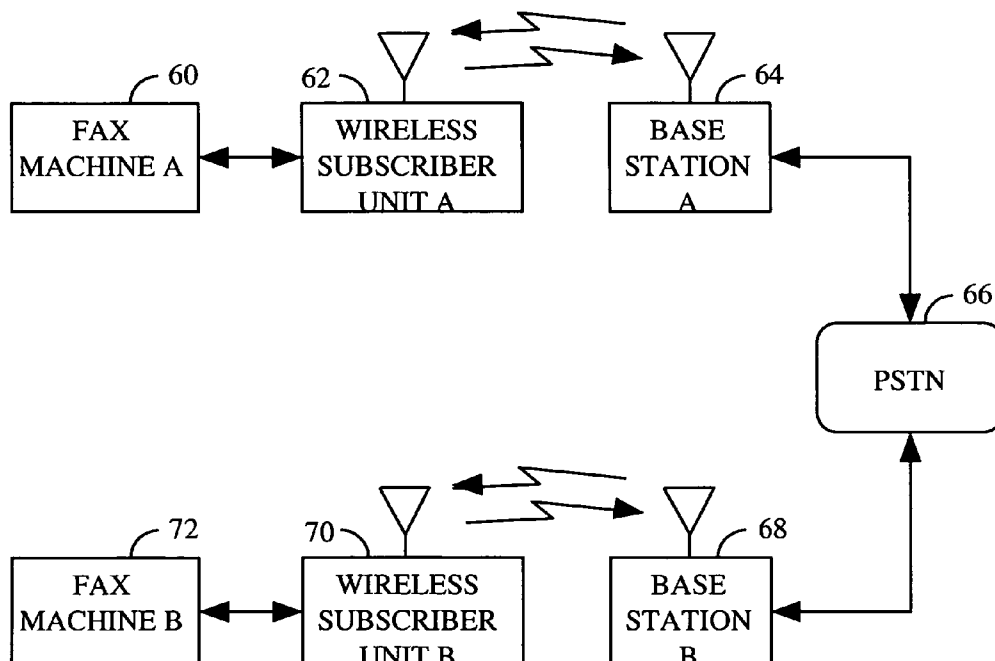 60
FAX
MACHINE A
62
WIRELESS
SUBSCRIBER
UNIT A
64
BASE
STATION
A
66
PSTN
72
FAX
MACHINE B
70
WIRELESS
SUBSCRIBER
UNIT B
68
BASE
STATION
B